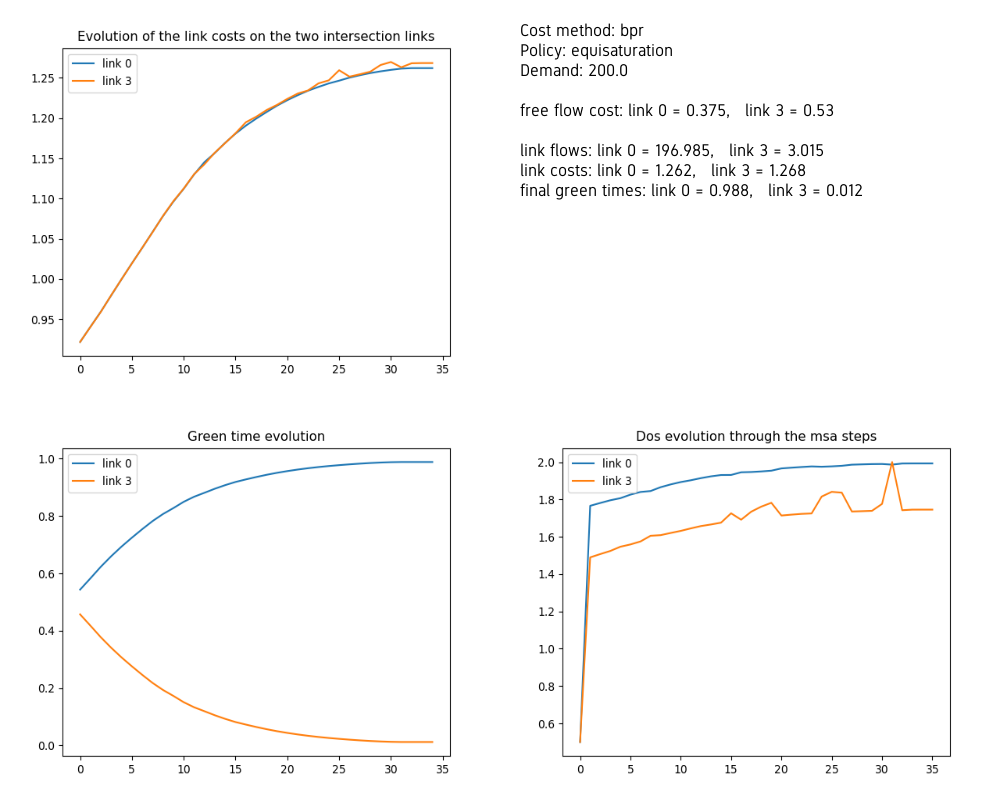 Evolution of the link costs on the two intersection links
link 0
link 3
1.25
1.20
1.15
1.10
1.05
1.00
0.95
0 5 10 15 20 25 30 35
Cost method: bpr
Policy: equisaturation
Demand: 200.0
free flow cost: link 0 = 0.375, link 3 = 0.53
link flows: link 0 = 196.985, link 3 = 3.015
link costs: link 0 = 1.262, link 3 = 1.268
final green times: link 0 = 0.988, link 3 = 0.012
Green time evolution
link 0
link 3
1.0
0.8
0.6
0.4
0.2
0.0
0 5 10 15 20 25 30 35
Dos evolution through the msa steps
link 0
link 3
2.0
1.8
1.6
1.4
1.2
1.0
0.8
0.6
0 5 10 15 20 25 30 35